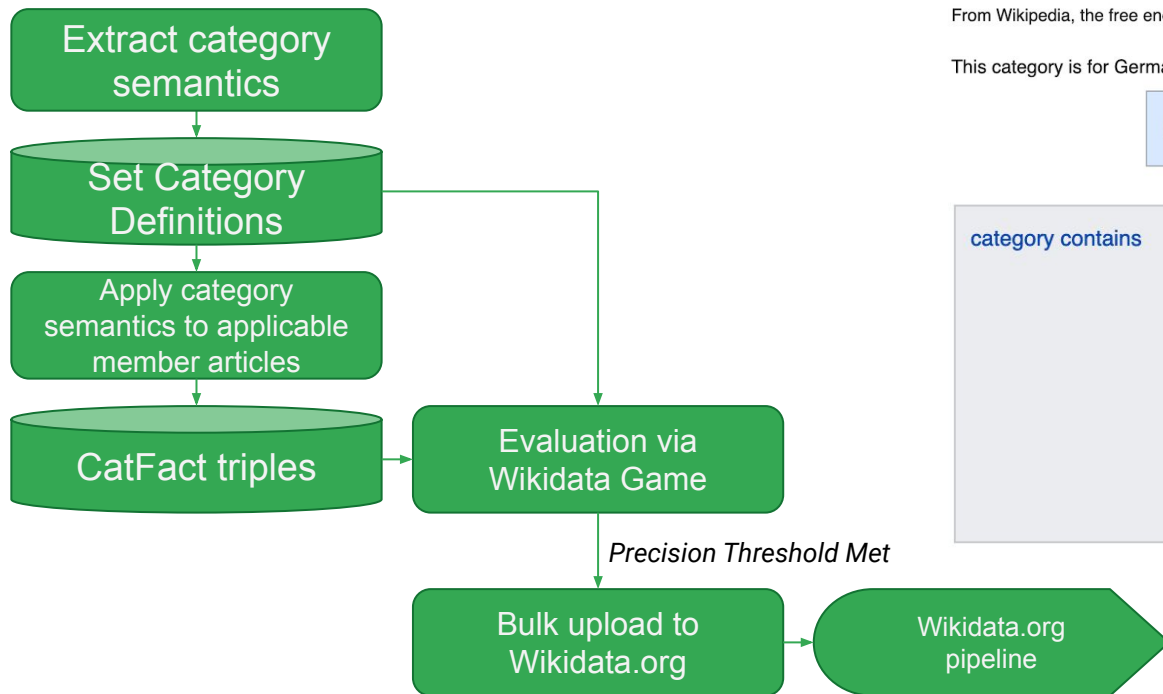 Extract category
semantics
Set Category
Definitions
Apply category
semantics to applicable
member articles
CatFact triples
Evaluation via
Wikidata Game
Precision Threshold Met
Bulk upload to
Wikidata.org
Wikidata.org
pipeline
From Wikipedia, the free
This category is for
category contains